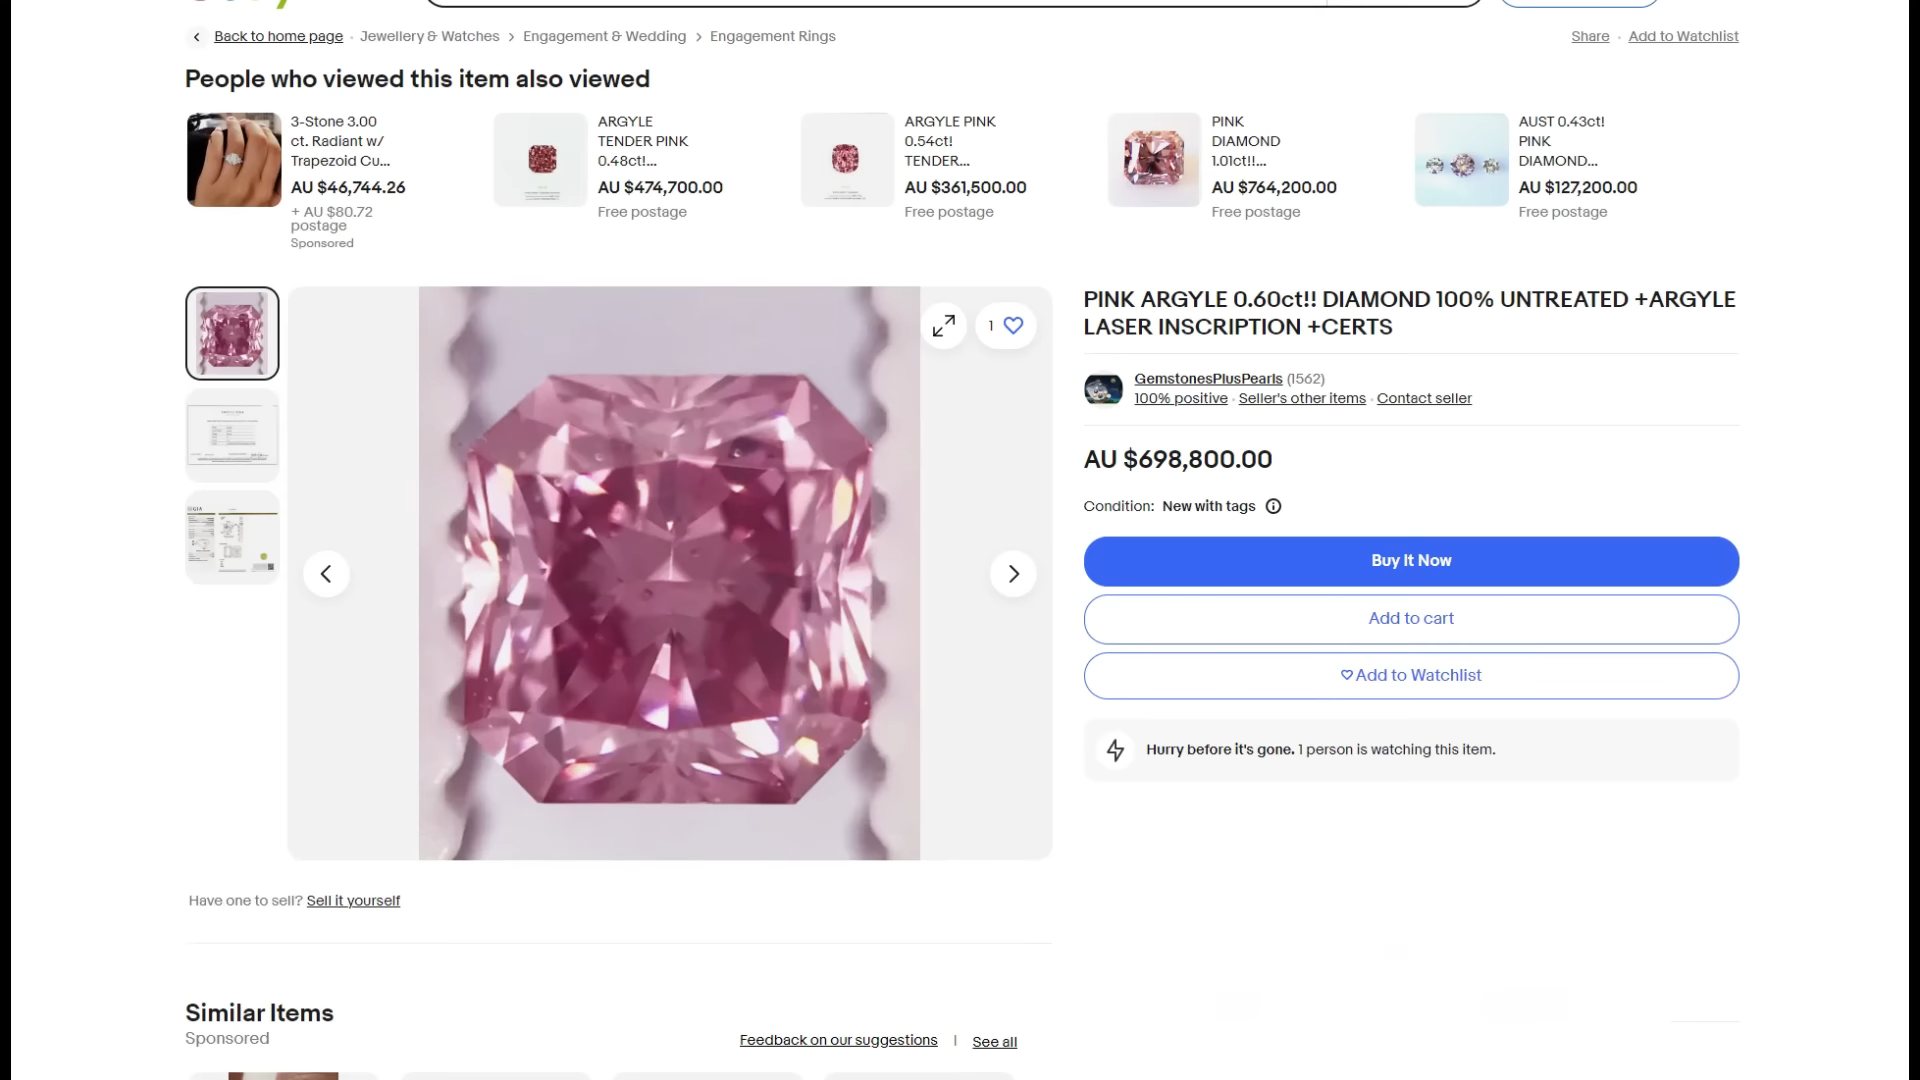 Back to home page · Jewellery & Watches > Engagement & Wedding > Engagement Rings
Share · Add to Watchlist
People who viewed this item also viewed
3-Stone 3.00
ct. Radiant w/
Trapezoid Cu...
AU $46,744.26
+ AU $80.72
postage
Sponsored
ARGYLE
TENDER PINK
0.48ct!...
AU $474,700.00
Free postage
ARGYLE PINK
0.54ct!
TENDER...
AU $361,500.00
Free postage
PINK
DIAMOND
1.01ct!!...
AU $764,200.00
Free postage
AUST 0.43ct!
PINK
DIAMOND...
AU $127,200.00
Free postage
GIA
1
PINK ARGYLE 0.60ct!! DIAMOND 100% UNTREATED +ARGYLE
LASER INSCRIPTION +CERTS
GemstonesPlusPearls (1562)
100% positive · Seller's other items · Contact seller
AU $698,800.00
Condition: New with tags
Buy It Now
Add to cart
Add to Watchlist
Hurry before it's gone. 1 person is watching this item.
Have one to sell? Sell it yourself
Similar Items
Sponsored
Feedback on our suggestions | See all